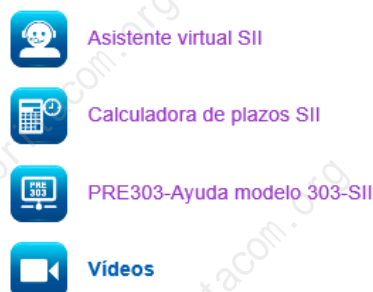 Asistente virtual SII
Calculadora de plazos SII
PRE
303
PRE303-Ayuda modelo 303-SII
Vídeos